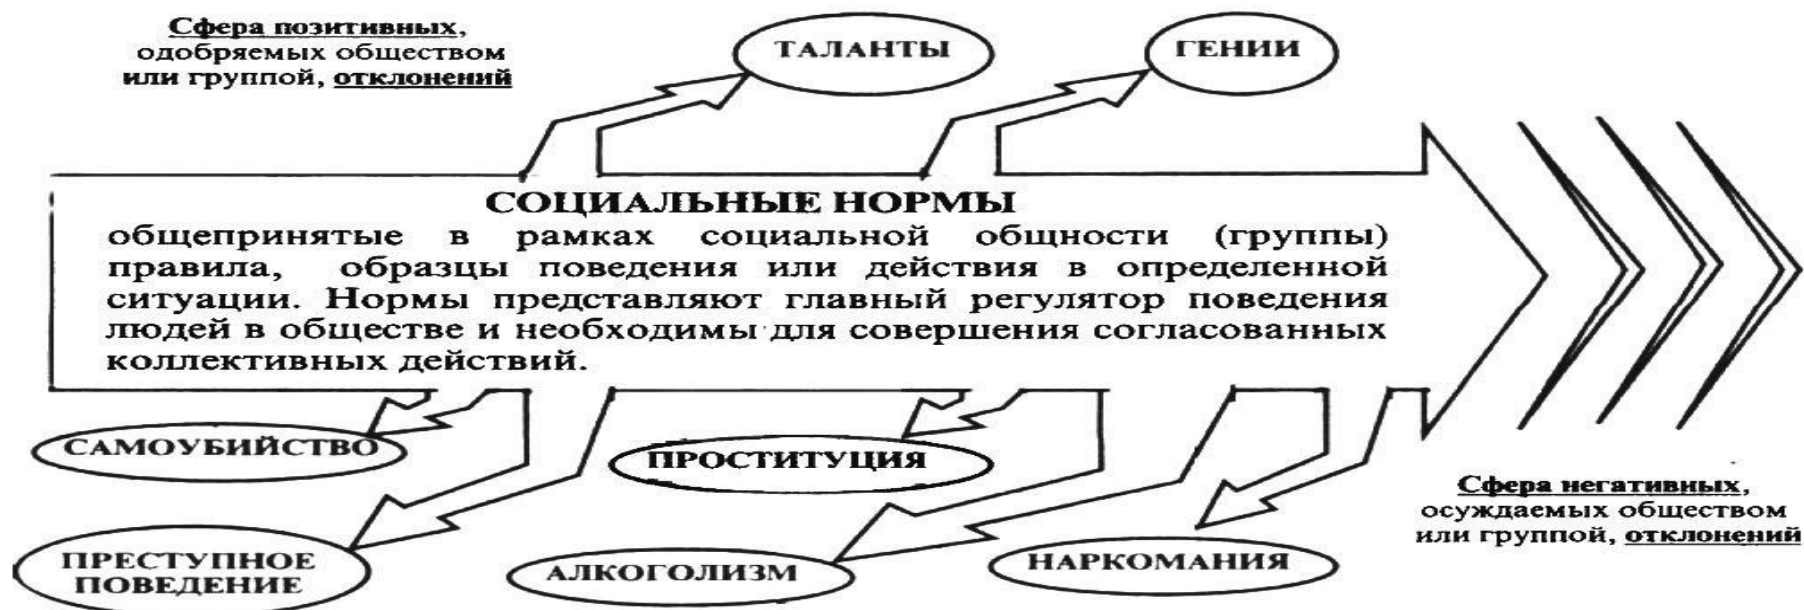 Сфера позитивных,
одобряемых обществом
или группой, отклонений
ТАЛАНТЫ
ГЕНИИ
СОЦИАЛЬНЫЕ НОРМЫ
общепринятые в рамках социальной общности (группы)
правила, образцы поведения или действия в определенной
ситуации. Нормы представляют главный регулятор поведения
людей в обществе и необходимы для совершения согласованных
коллективных действий.
САМОУБИЙСТВО
ПРОСТИТУЦИЯ
ПРЕСТУПНОЕ
ПОВЕДЕНИЕ
АЛКОГОЛИЗМ
НАРКОМАНИЯ
Сфера негативных,
осуждаемых обществом
или группой, отклонений